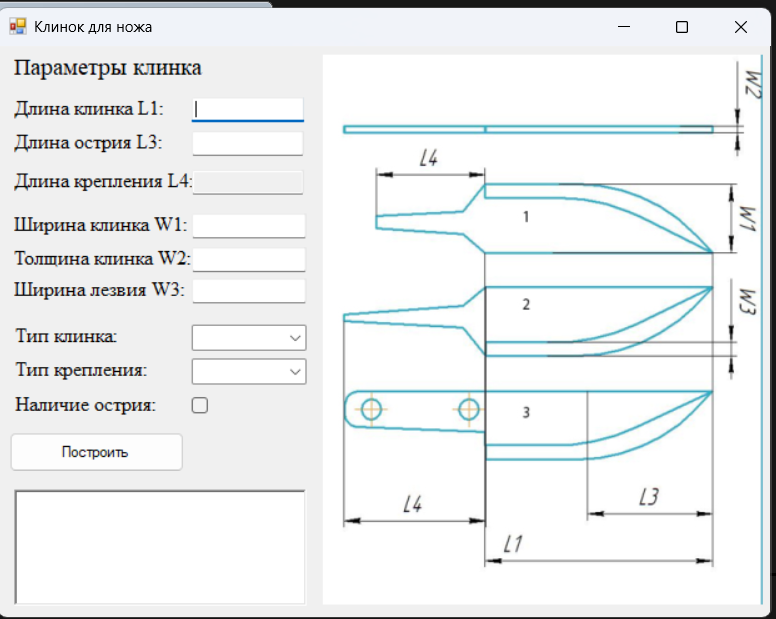 Клинок для ножа
Параметры клинка
Длина клинка L1:
Длина острия L3:
Длина крепления L4:
Ширина клинка W1:
Толщина клинка W2:
Ширина лезвия W3:
Тип клинка:
Тип крепления:
Наличие острия:
Построить
W2
L4
1
W1
2
W3
3
L4
L3
L1